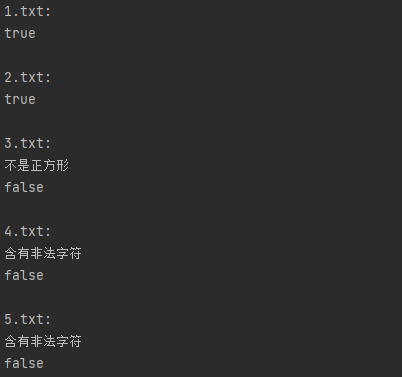 1.txt:
true
2.txt:
true
3.txt:
不是正方形
false
4.txt:
含有非法字符
false
5.txt:
含有非法字符
false